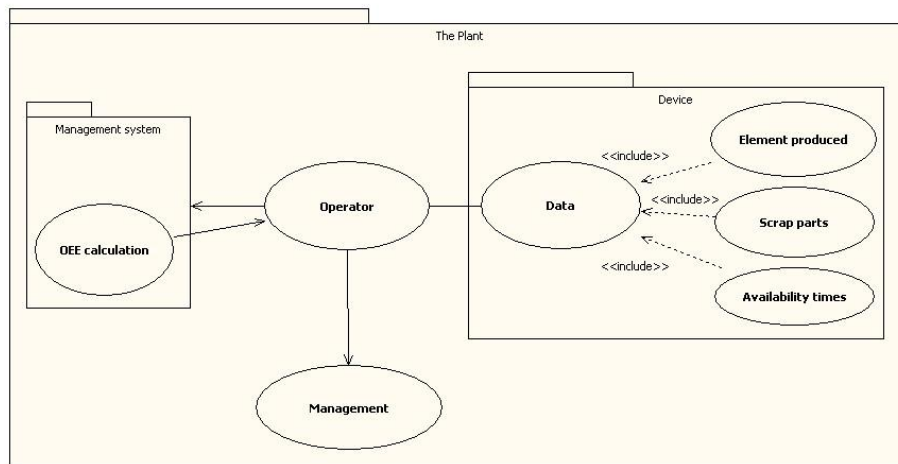 The Plant
Management system
OEE calculation
Operator
Management
Device
Data
<<include>>
Element produced
<<include>>
Scrap parts
<<include>>
Availability times